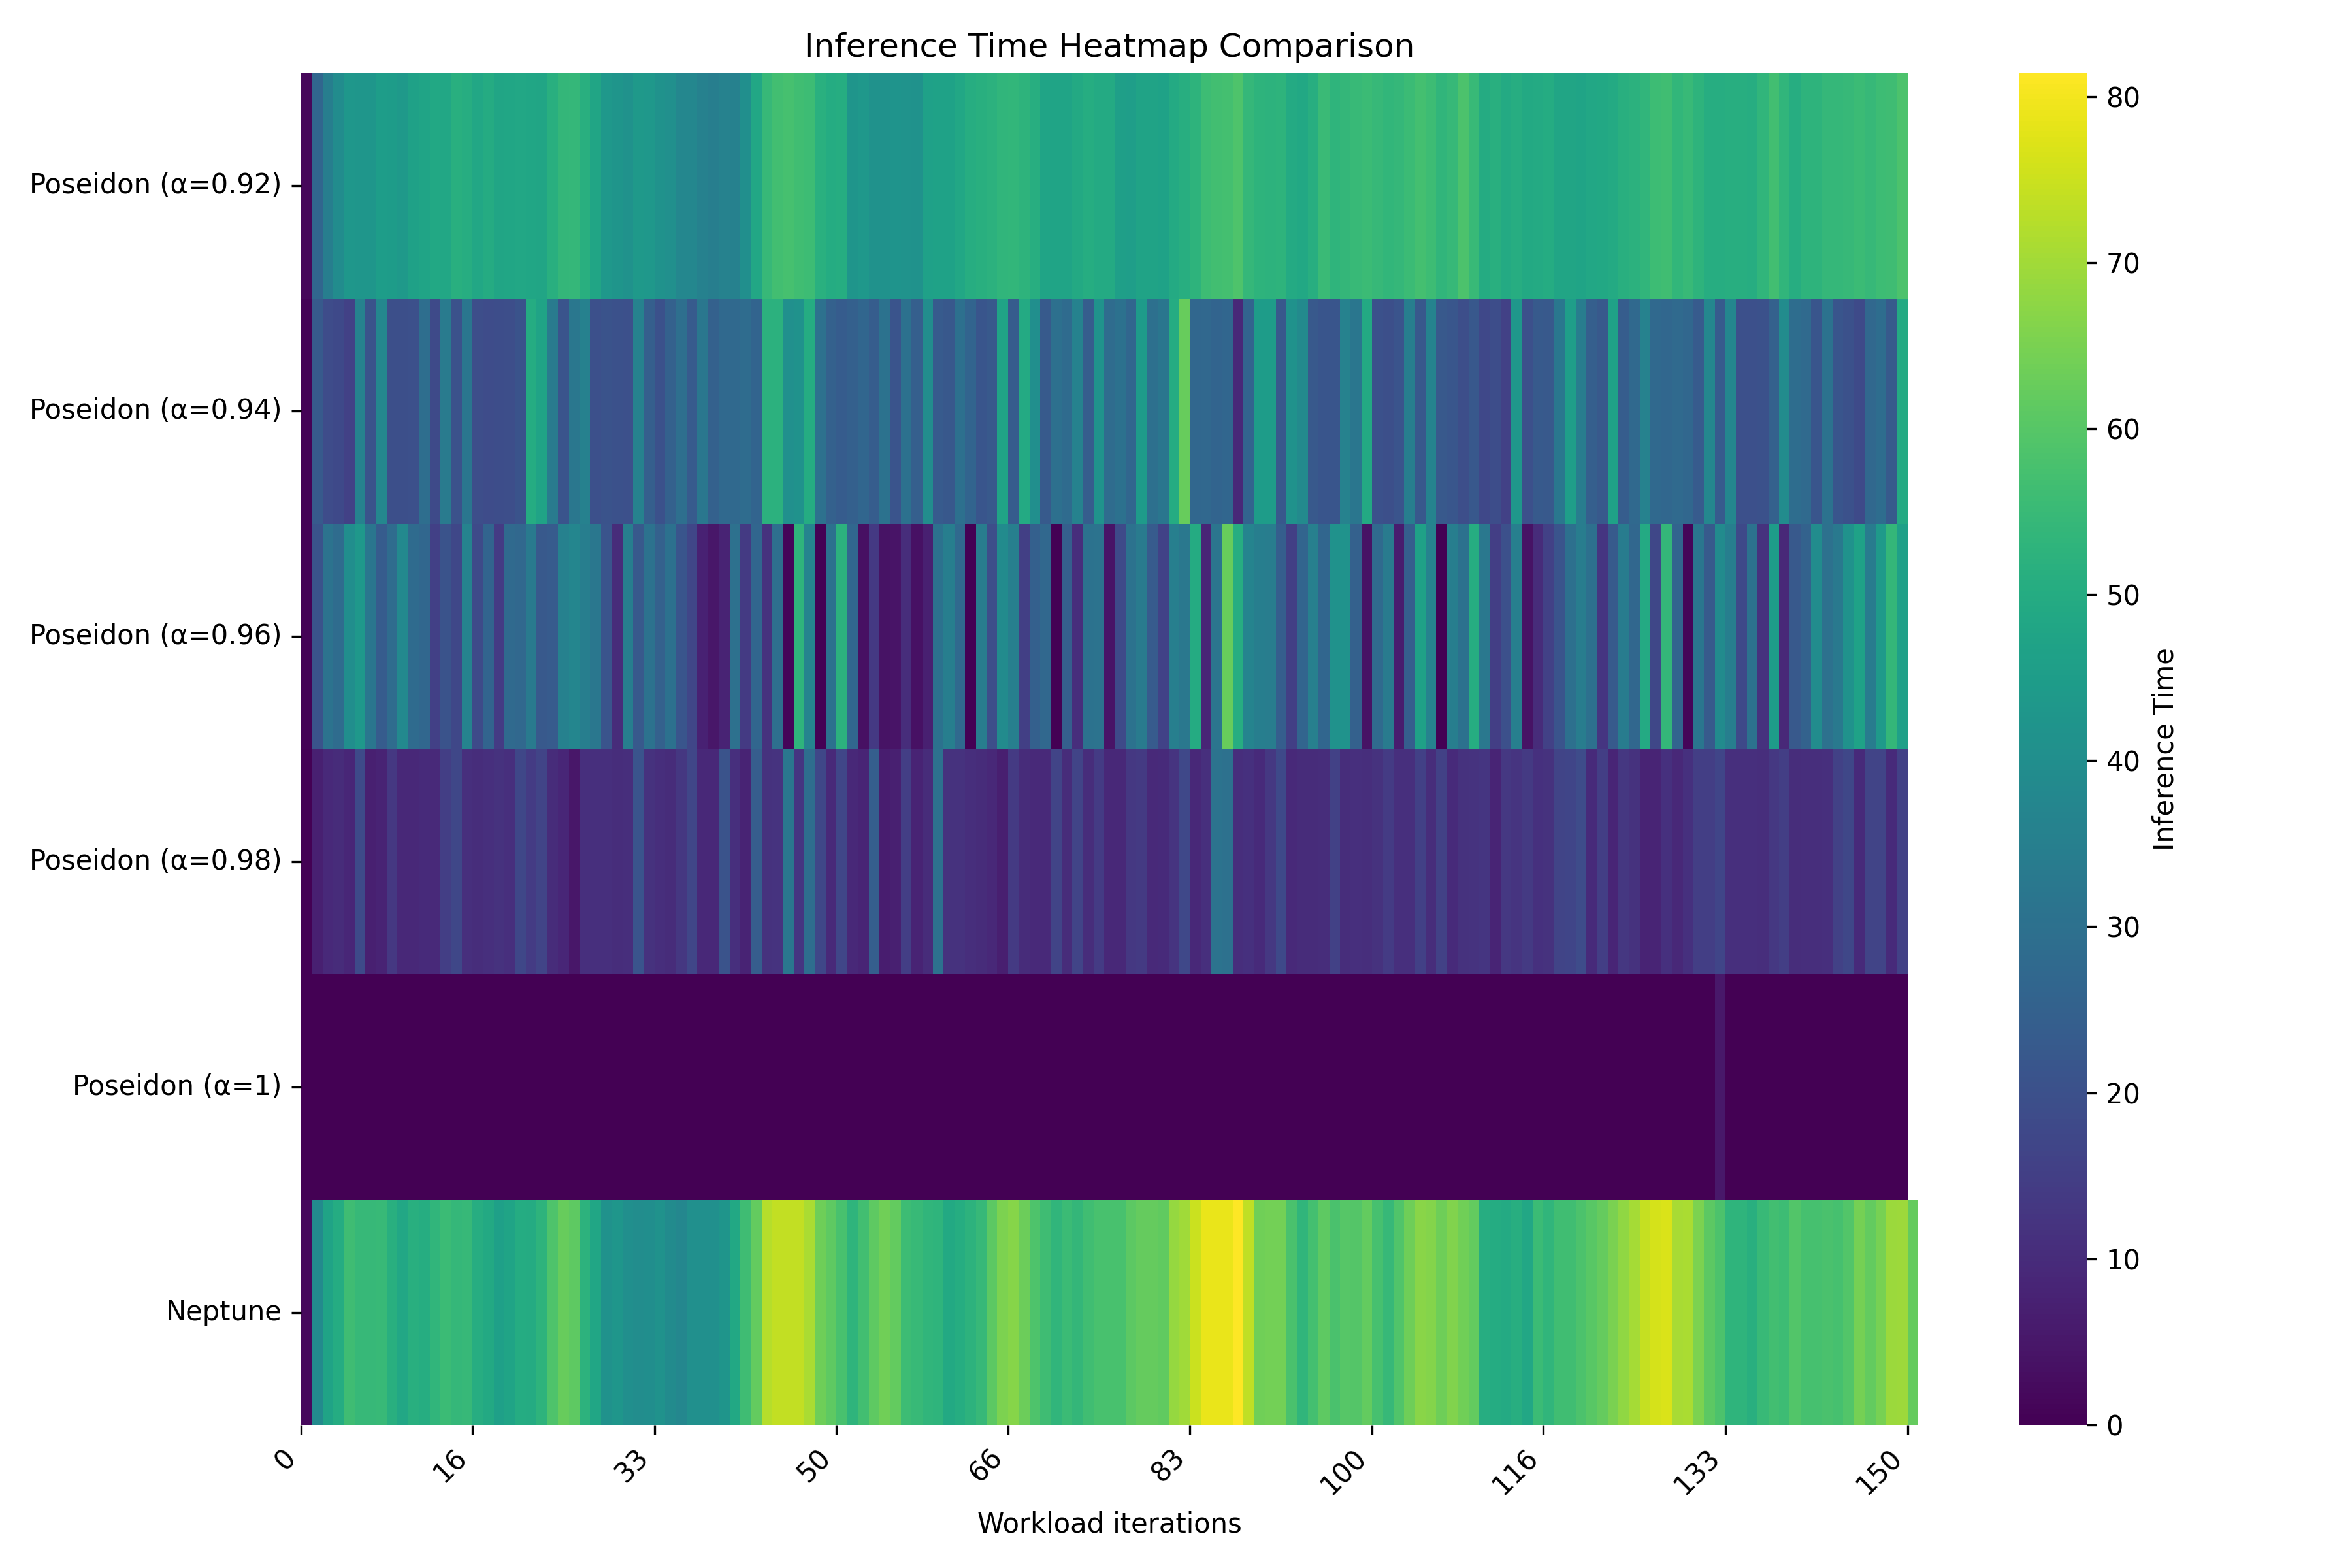 Inference Time Heatmap Comparison
Poseidon (α=0.92)
Poseidon (α=0.94)
Poseidon (α=0.96)
Poseidon (α=0.98)
Poseidon (α=1)
Neptune
0
16
33
50
66
83
100
116
133
150
Workload iterations
80
70
60
50
40
30
20
10
0
Inference Time